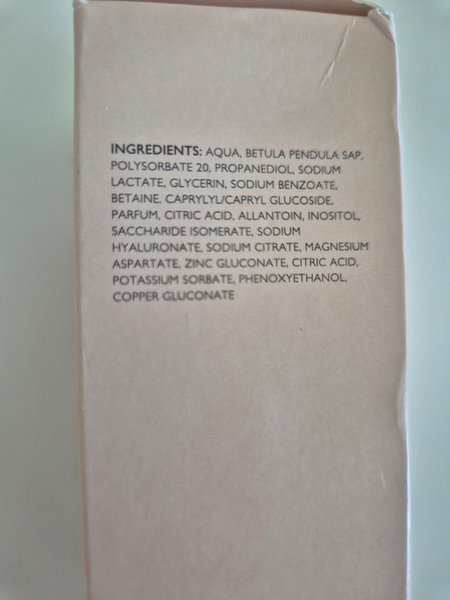 INGREDIENTS: AQUA, BETULA PENDULA SAP,
POLYSORBATE 20, PROPANEDIOL, SODIUM
LACTATE, GLYCERIN, SODIUM BENZOATE,
BETAINE, CAPRYLYL/CAPRYL GLUCOSIDE,
PARFUM, CITRIC ACID, ALLANTOIN, INOSITOL,
SACCHARIDE ISOMERATE, SODIUM
HYALURONATE, SODIUM CITRATE, MAGNESIUM
ASPARTATE, ZINC GLUCONATE, CITRIC ACID,
POTASSIUM SORBATE, PHENOXYETHANOL,
COPPER GLUCONATE